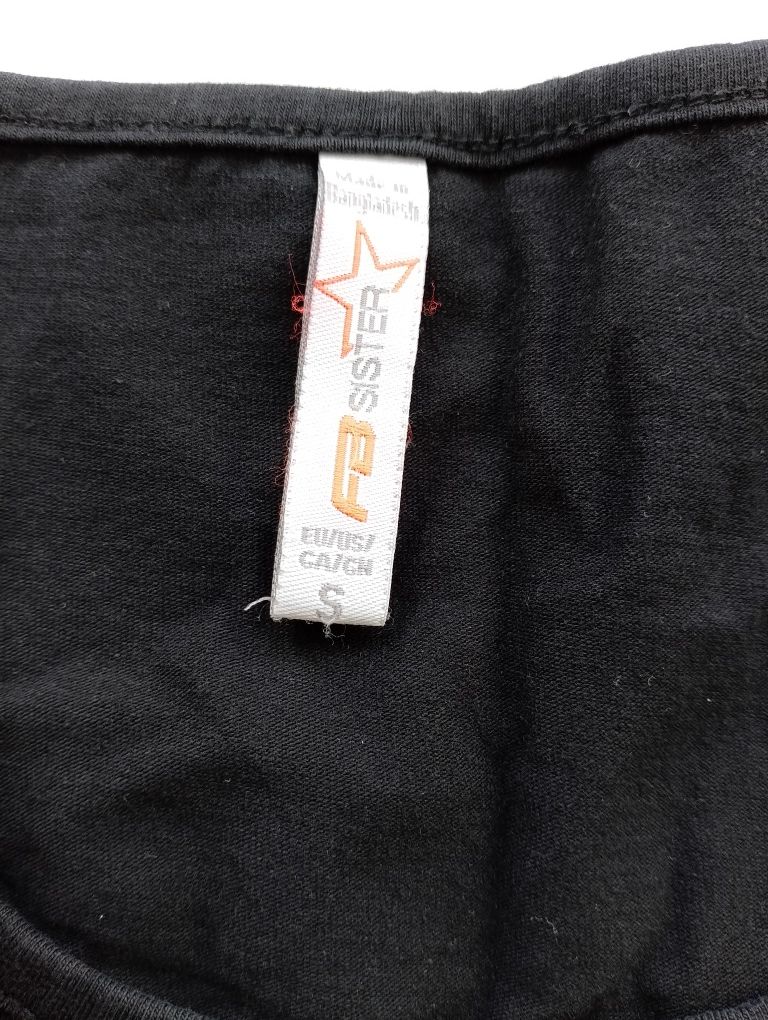 Made in
Bangladesh
FB SISTER
EU/US/
CA/CN
S